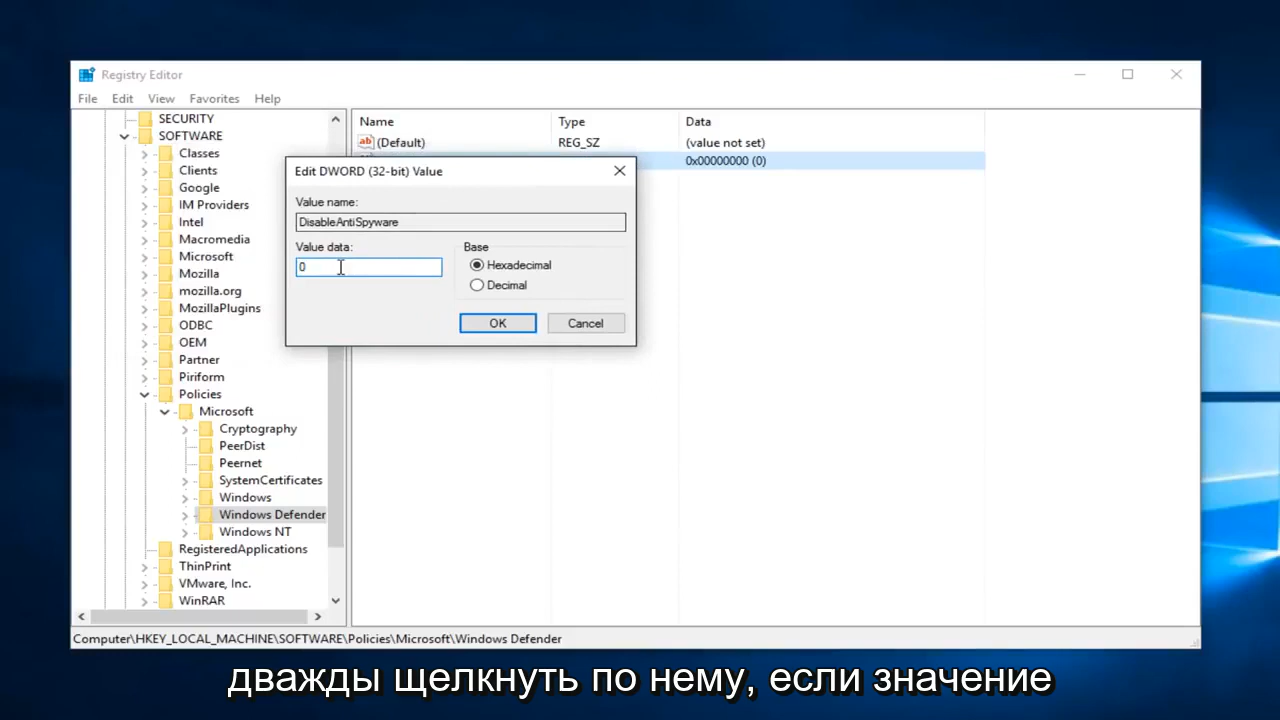 Registry Editor
File Edit View Favorites Help
SECURITY
SOFTWARE
Classes
Clients
Google
IM Providers
Intel
Macromedia
Microsoft
Mozilla
mozilla.org
MozillaPlugins
ODBC
OEM
Partner
Piriform
Policies
Microsoft
Cryptography
PeerDist
Peernet
SystemCertificates
Windows
Windows Defender
Windows NT
RegisteredApplications
ThinPrint
VMware, Inc.
WinRAR
Name Type Data
ab (Default) REG_SZ (value not set)
0x00000000 (0)
Edit DWORD (32-bit) Value
Value name:
DisableAntiSpyware
Value data:
0
Base
Hexadecimal
Decimal
OK Cancel
Computer\HKEY_LOCAL_MACHINE\SOFTWARE\Policies\Microsoft\Windows Defender
дважды щелкнуть по нему, если значение